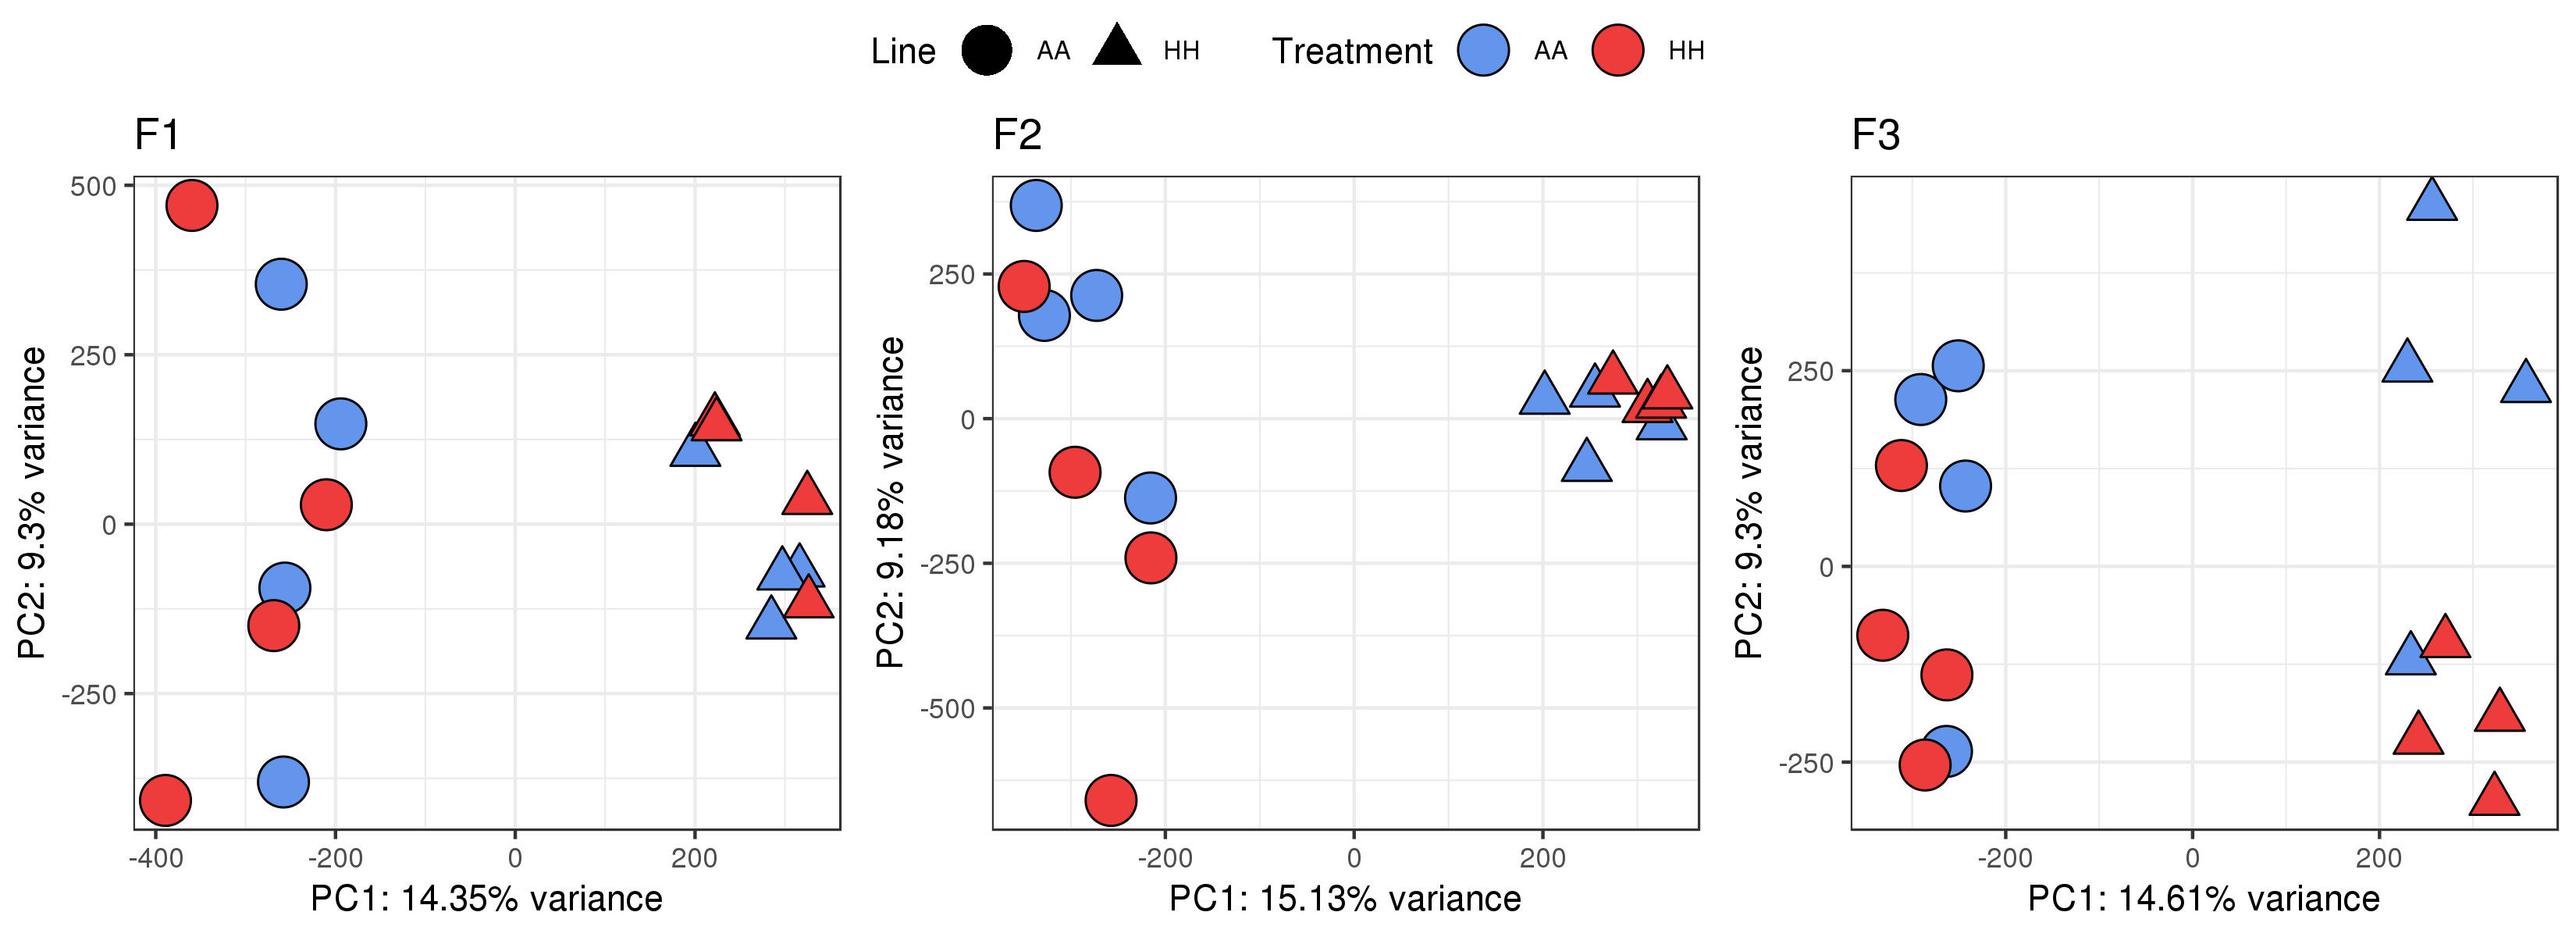 Line AA HH Treatment AA HH
F1 F2 F3
500
250
0
-250
-400 -200 0 200
PC1: 14.35% variance
PC2: 9.3% variance
250
0
-250
-500
-200 0 200
PC1: 15.13% variance
PC2: 9.18% variance
250
0
-250
-200 0 200
PC1: 14.61% variance
PC2: 9.3% variance